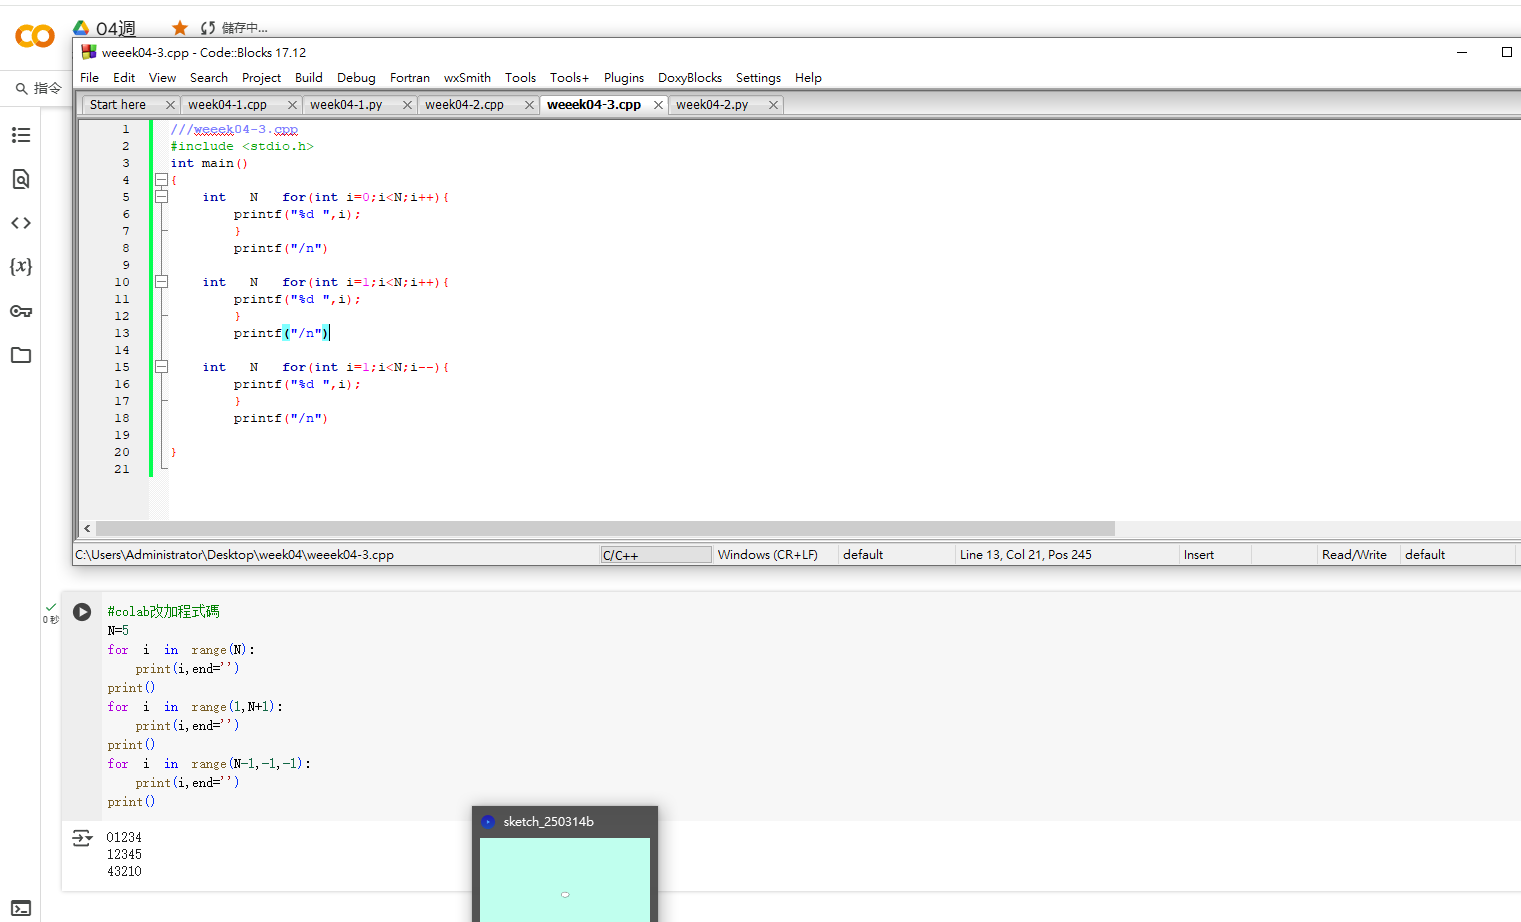 04週 儲存中...
指令
weeek04-3.cpp - Code::Blocks 17.12
File Edit View Search Project Build Debug Fortran wxSmith Tools Tools+ Plugins DoxyBlocks Settings Help
Start here week04-1.cpp week04-1.py week04-2.cpp weeek04-3.cpp week04-2.py
1 ///weeek04-3.cpp
2 #include <stdio.h>
3 int main()
4 {
5 int N for(int i=0;i<N;i++){
6 printf("%d ",i);
7 }
8 printf("/n")
9
10 int N for(int i=1;i<N;i++){
11 printf("%d ",i);
12 }
13 printf("/n")
14
15 int N for(int i=1;i<N;i--){
16 printf("%d ",i);
17 }
18 printf("/n")
19
20 }
21
C:\Users\Administrator\Desktop\week04\weeek04-3.cpp C/C++ Windows (CR+LF) default Line 13, Col 21, Pos 245 Insert Read/Write default
0 秒
#colab改加程式碼
N=5
for i in range(N):
print(i,end='')
print()
for i in range(1,N+1):
print(i,end='')
print()
for i in range(N-1,-1,-1):
print(i,end='')
print()
01234
12345
43210
sketch_250314b